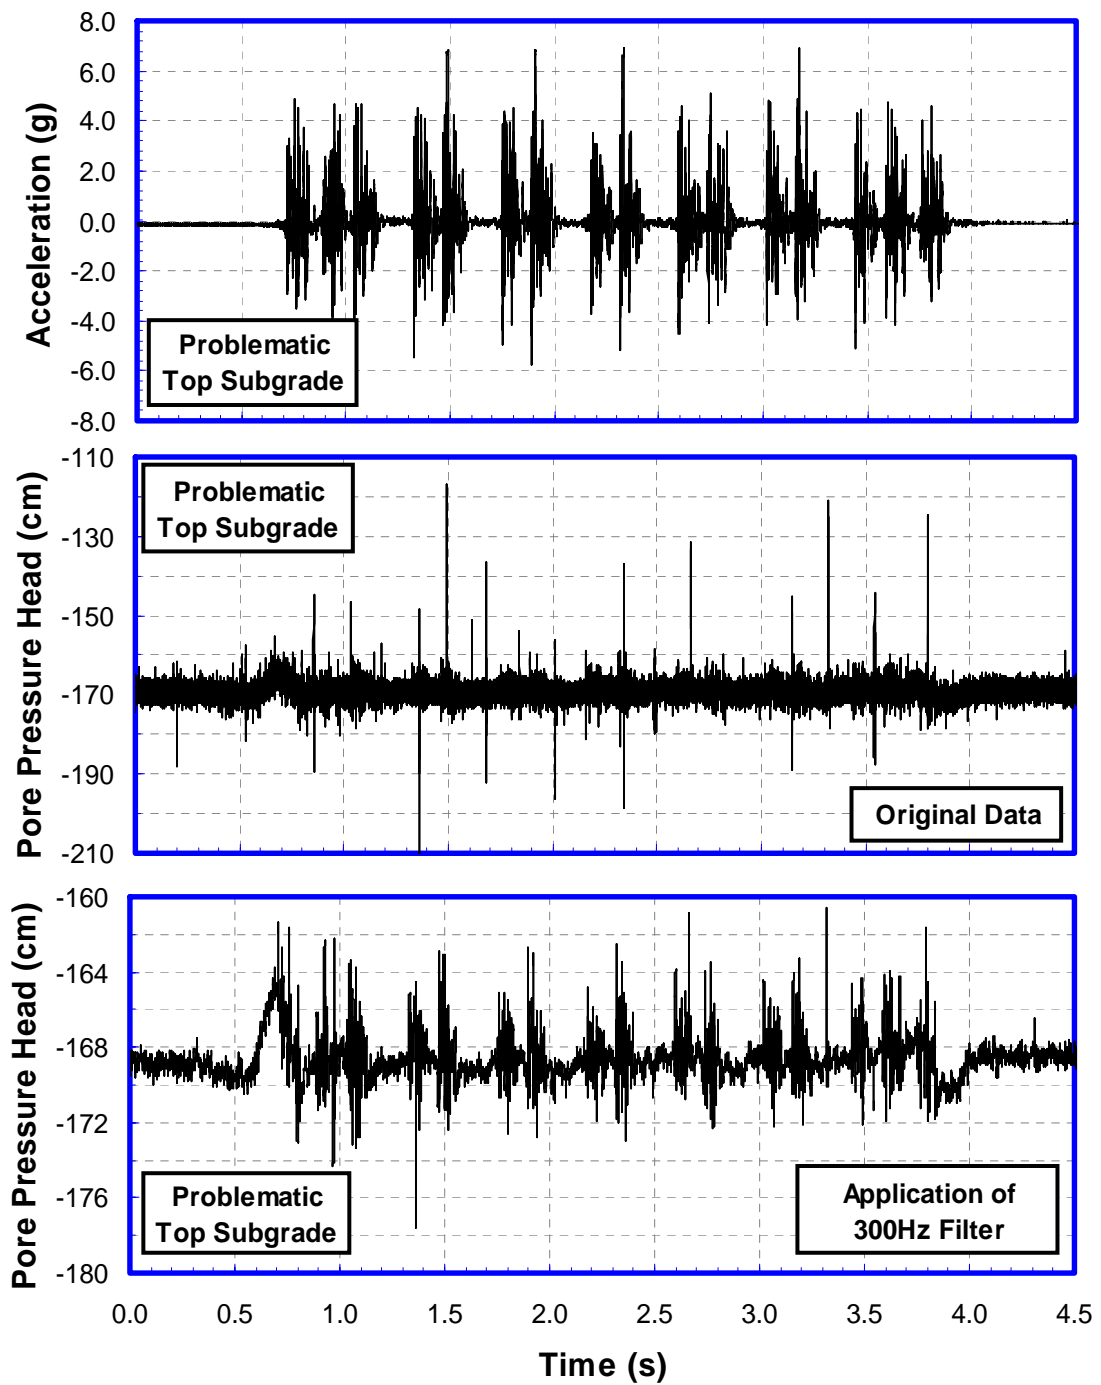 Acceleration (g)
8.0
6.0
4.0
2.0
0.0
-2.0
-4.0
-6.0
-8.0
Problematic
Top Subgrade
Pore Pressure Head (cm)
-110
-130
-150
-170
-190
-210
Problematic
Top Subgrade
Original Data
Pore Pressure Head (cm)
-160
-164
-168
-172
-176
-180
Problematic
Top Subgrade
Application of
300Hz Filter
0.0 0.5 1.0 1.5 2.0 2.5 3.0 3.5 4.0 4.5
Time (s)